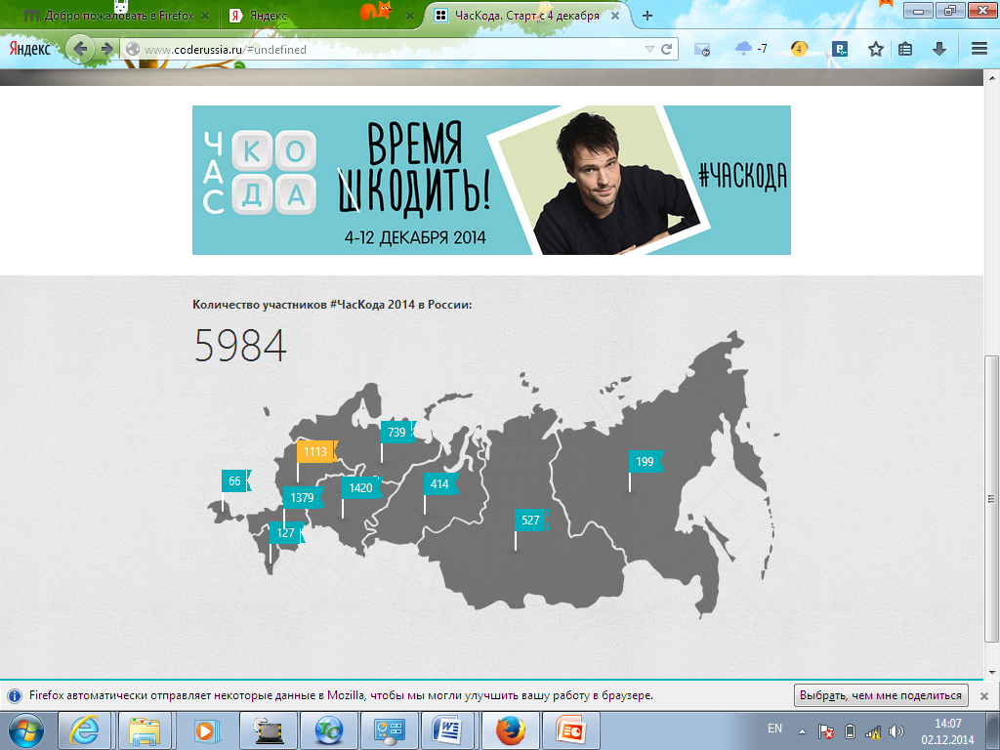 Добро пожаловать в Firefox
Яндекс
ЧасКода. Старт с 4 декабря
Яндекс
www.coderussia.ru/#undefined
-7
4
ЧАС КОДА
ВРЕМЯ
ШКОДИТЬ!
4-12 ДЕКАБРЯ 2014
#ЧАСКОДА
Количество участников #ЧасКода 2014 в России:
5984
739
1113
199
66
414
1420
1379
527
127
Firefox автоматически отправляет некоторые данные в Mozilla, чтобы мы могли улучшить вашу работу в браузере.
Выбрать, чем мне поделиться
EN
14:07
02.12.2014